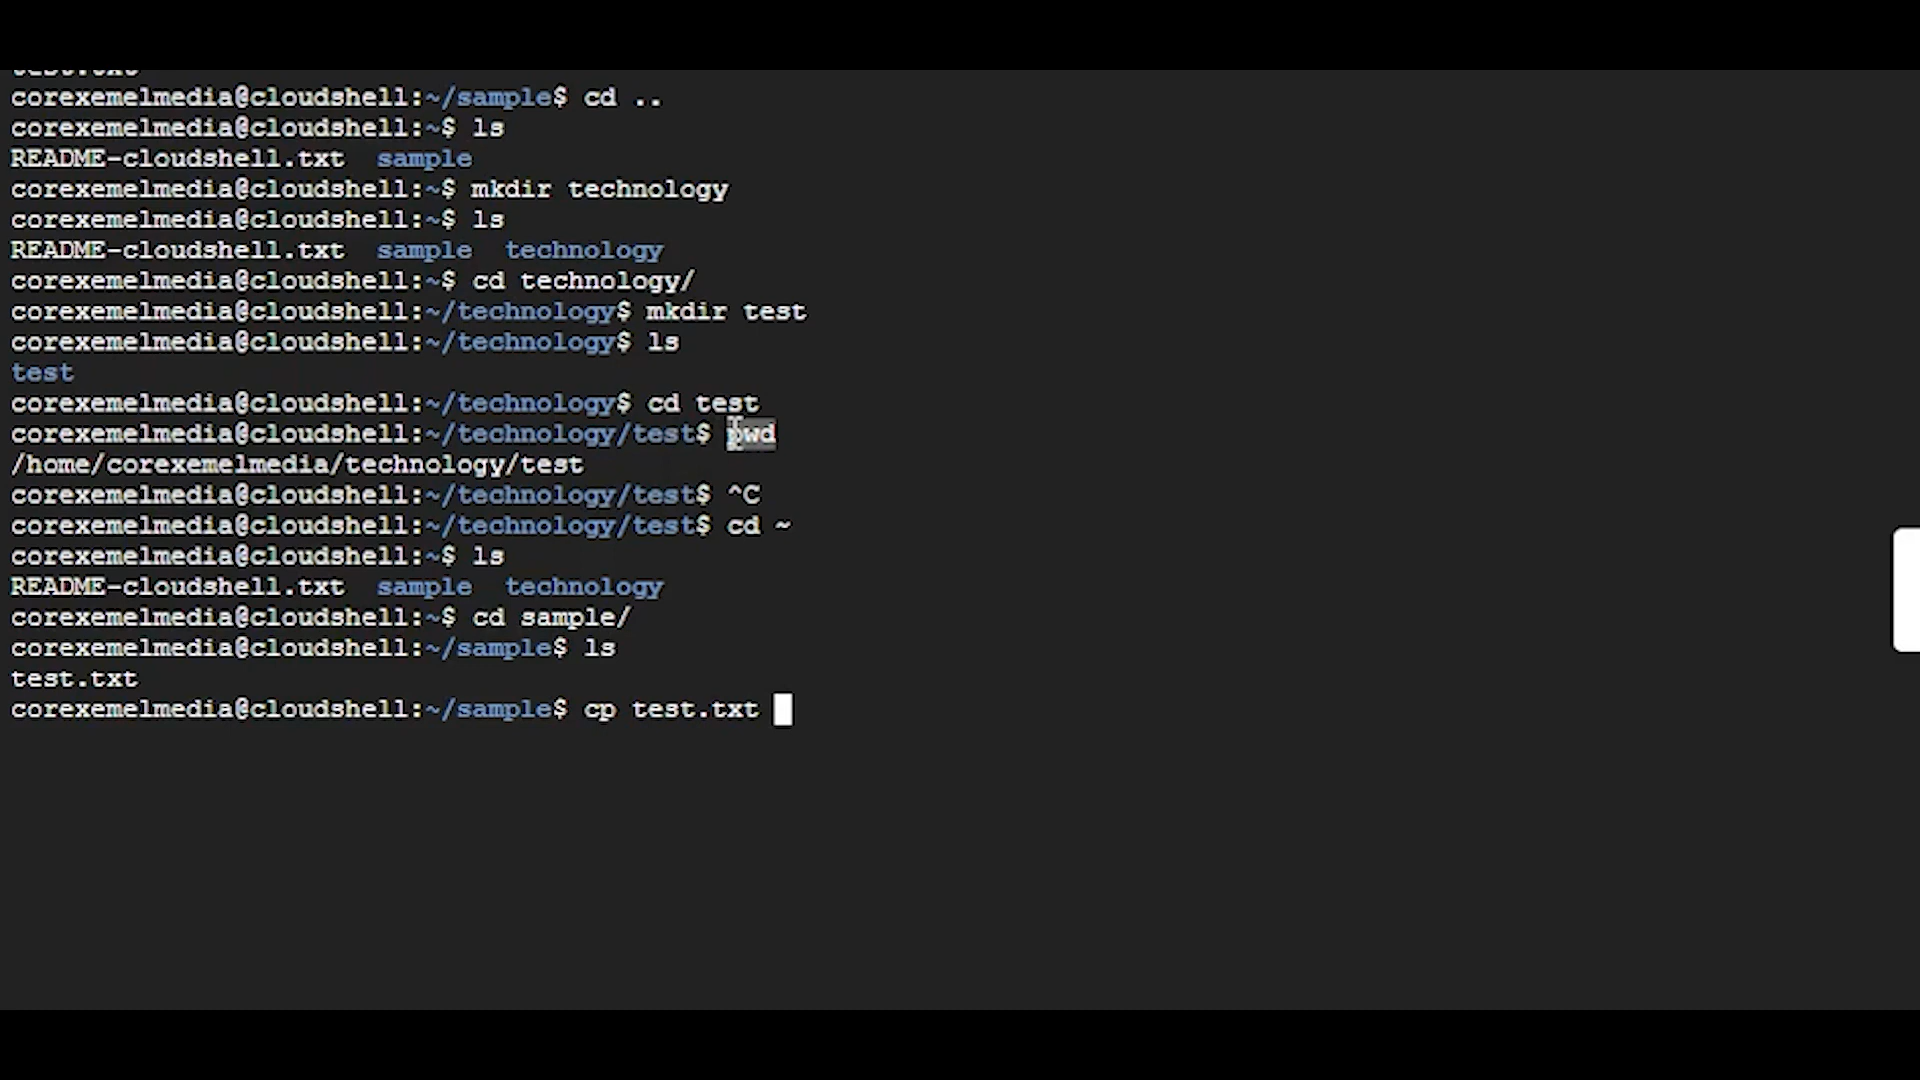 test.txt
corexemelmedia@cloudshell:~/sample$ cd ..
corexemelmedia@cloudshell:~$ ls
README-cloudshell.txt  sample
corexemelmedia@cloudshell:~$ mkdir technology
corexemelmedia@cloudshell:~$ ls
README-cloudshell.txt  sample  technology
corexemelmedia@cloudshell:~$ cd technology/
corexemelmedia@cloudshell:~/technology$ mkdir test
corexemelmedia@cloudshell:~/technology$ ls
test
corexemelmedia@cloudshell:~/technology$ cd test
corexemelmedia@cloudshell:~/technology/test$ pwd
/home/corexemelmedia/technology/test
corexemelmedia@cloudshell:~/technology/test$ ^C
corexemelmedia@cloudshell:~/technology/test$ cd ~
corexemelmedia@cloudshell:~$ ls
README-cloudshell.txt  sample  technology
corexemelmedia@cloudshell:~$ cd sample/
corexemelmedia@cloudshell:~/sample$ ls
test.txt
corexemelmedia@cloudshell:~/sample$ cp test.txt